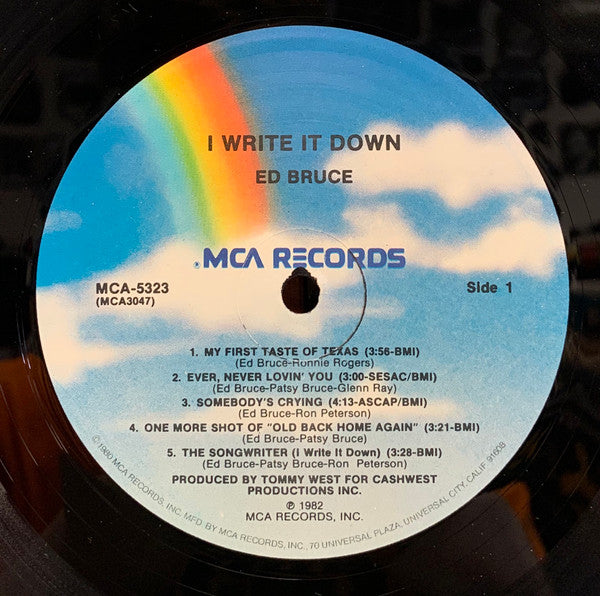 I WRITE IT DOWN
ED BRUCE
®MCA RECORDS
MCA-5323
(MCA3047)
Side 1
1. MY FIRST TASTE OF TEXAS (3:56-BMI)
(Ed Bruce-Ronnie Rogers)
2. EVER, NEVER LOVIN' YOU (3:00-SESAC/BMI)
(Ed Bruce-Patsy Bruce-Glenn Ray)
3. SOMEBODY'S CRYING (4:13-ASCAP/BMI)
(Ed Bruce-Ron Peterson)
4. ONE MORE SHOT OF "OLD BACK HOME AGAIN" (3:21-BMI)
(Ed Bruce-Patsy Bruce)
5. THE SONGWRITER (I Write It Down) (3:28-BMI)
(Ed Bruce-Patsy Bruce-Ron Peterson)
PRODUCED BY TOMMY WEST FOR CASHWEST
PRODUCTIONS INC.
℗ 1982
MCA RECORDS, INC.
©1980 MCA RECORDS, INC. MFD BY MCA RECORDS, INC., 70 UNIVERSAL PLAZA, UNIVERSAL CITY, CALIF. 91608